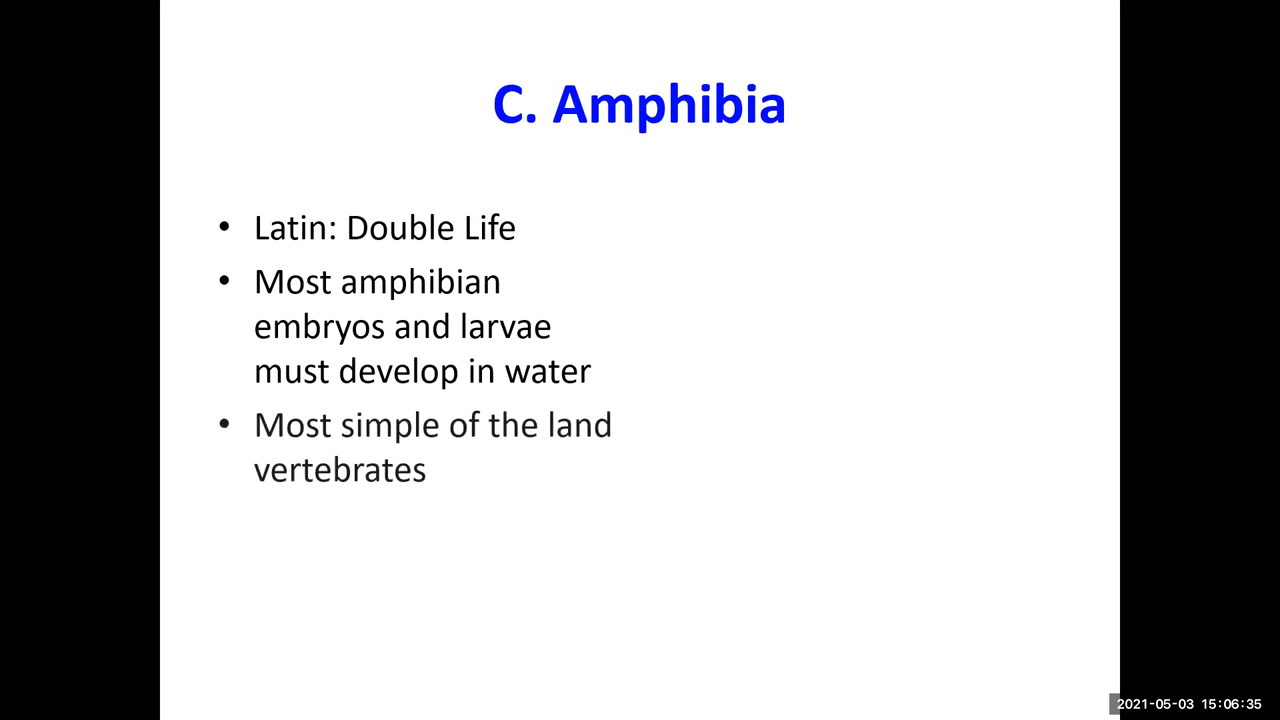 C. Amphibia
• Latin: Double Life
• Most amphibian
embryos and larvae
must develop in water
• Most simple of the land
vertebrates
2021-05-03 15:06:35